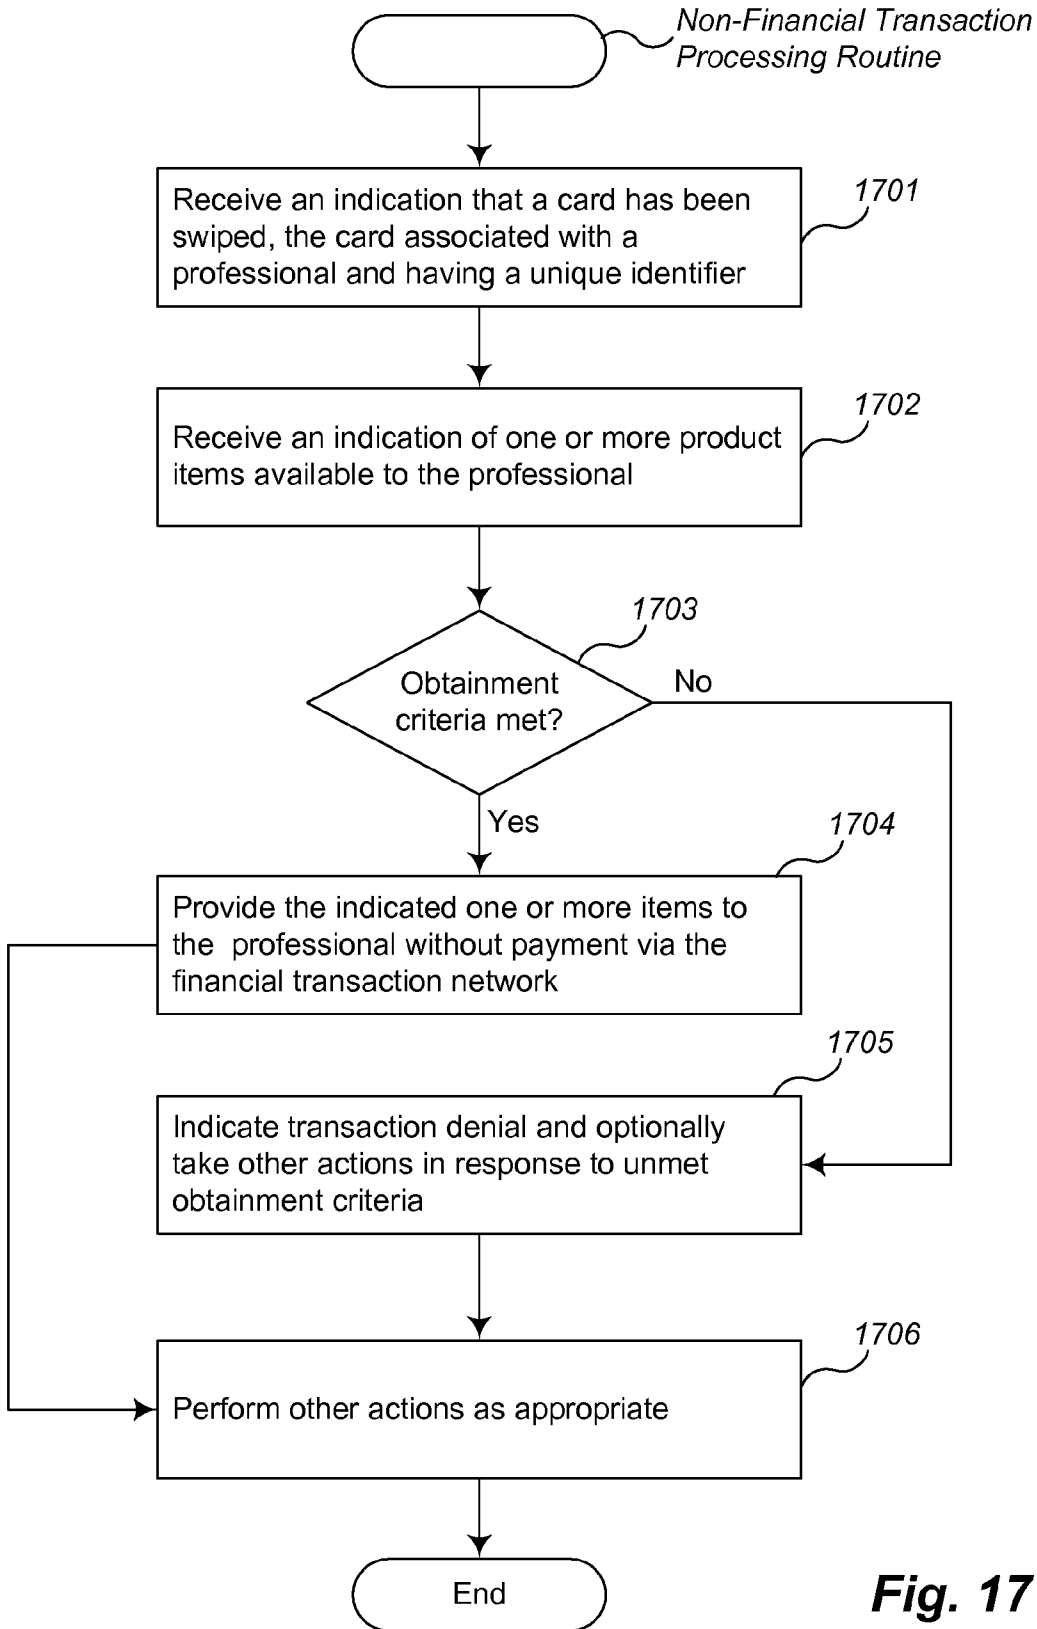 Non-Financial Transaction
Processing Routine
1701
Receive an indication that a card has been
swiped, the card associated with a
professional and having a unique identifier
1702
Receive an indication of one or more product
items available to the professional
1703
Obtainment
criteria met?
No
Yes
1704
Provide the indicated one or more items to
the professional without payment via the
financial transaction network
1705
Indicate transaction denial and optionally
take other actions in response to unmet
obtainment criteria
1706
Perform other actions as appropriate
End
Fig. 17